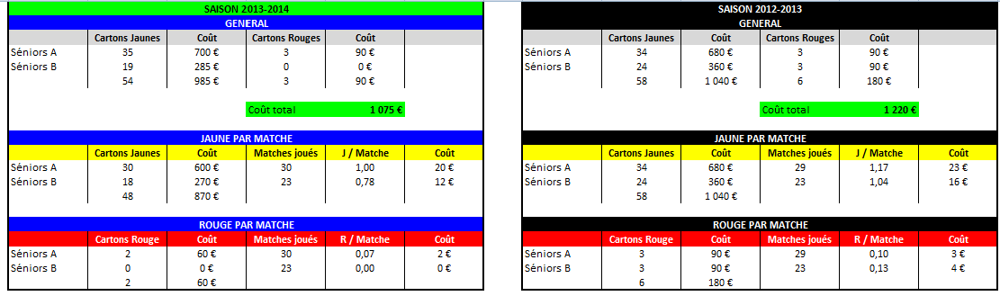 SAISON 2013-2014
GENERAL
Cartons Jaunes Coût Cartons Rouges Coût
Séniors A 35 700 € 3 90 €
Séniors B 19 285 € 0 0 €
54 985 € 3 90 €
Coût total 1 075 €
JAUNE PAR MATCHE
Cartons Jaunes Coût Matches joués J / Matche Coût
Séniors A 30 600 € 30 1,00 20 €
Séniors B 18 270 € 23 0,78 12 €
48 870 €
ROUGE PAR MATCHE
Cartons Rouge Coût Matches joués R / Matche Coût
Séniors A 2 60 € 30 0,07 2 €
Séniors B 0 0 € 23 0,00 0 €
2 60 €
SAISON 2012-2013
GENERAL
Cartons Jaunes Coût Cartons Rouges Coût
Séniors A 34 680 € 3 90 €
Séniors B 24 360 € 3 90 €
58 1 040 € 6 180 €
Coût total 1 220 €
JAUNE PAR MATCHE
Cartons Jaunes Coût Matches joués J / Matche Coût
Séniors A 34 680 € 29 1,17 23 €
Séniors B 24 360 € 23 1,04 16 €
58 1 040 €
ROUGE PAR MATCHE
Cartons Rouge Coût Matches joués R / Matche Coût
Séniors A 3 90 € 29 0,10 3 €
Séniors B 3 90 € 23 0,13 4 €
6 180 €